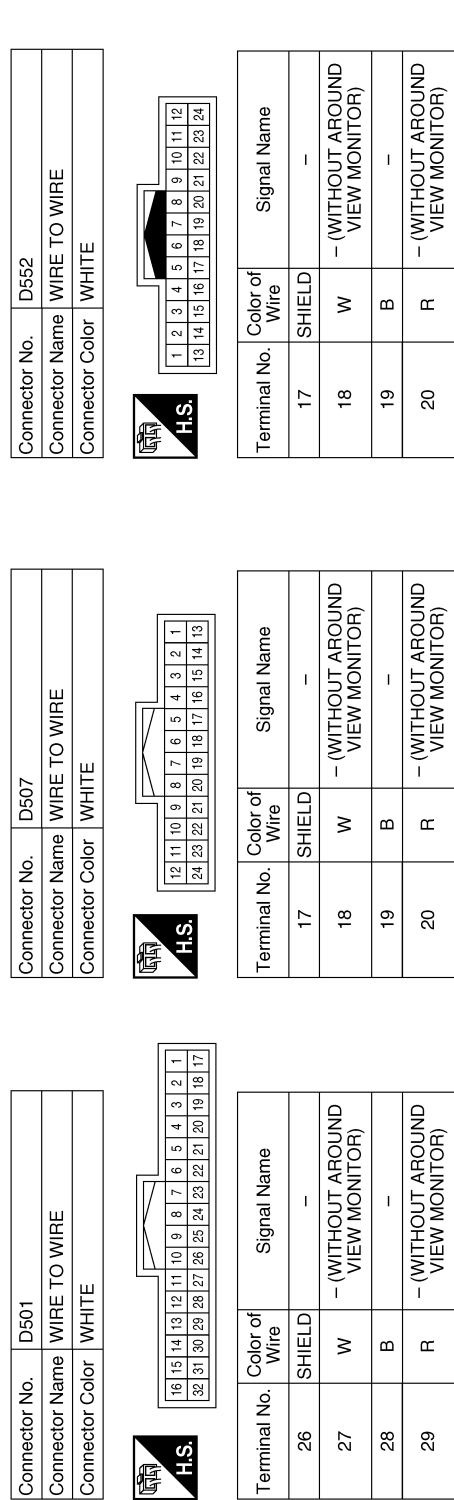 Connector No. D501
Connector Name WIRE TO WIRE
Connector Color WHITE
H.S.
16 15 14 13 12 11 10 9 8 7 6 5 4 3 2 1
32 31 30 29 28 27 26 25 24 23 22 21 20 19 18 17
Terminal No. Color of Wire Signal Name
26 SHIELD –
27 W – (WITHOUT AROUND
VIEW MONITOR)
28 B –
29 R – (WITHOUT AROUND
VIEW MONITOR)
Connector No. D507
Connector Name WIRE TO WIRE
Connector Color WHITE
H.S.
12 11 10 9 8 7 6 5 4 3 2 1
24 23 22 21 20 19 18 17 16 15 14 13
Terminal No. Color of Wire Signal Name
17 SHIELD –
18 W – (WITHOUT AROUND
VIEW MONITOR)
19 B –
20 R – (WITHOUT AROUND
VIEW MONITOR)
Connector No. D552
Connector Name WIRE TO WIRE
Connector Color WHITE
H.S.
1 2 3 4 5 6 7 8 9 10 11 12
13 14 15 16 17 18 19 20 21 22 23 24
Terminal No. Color of Wire Signal Name
17 SHIELD –
18 W – (WITHOUT AROUND
VIEW MONITOR)
19 B –
20 R – (WITHOUT AROUND
VIEW MONITOR)